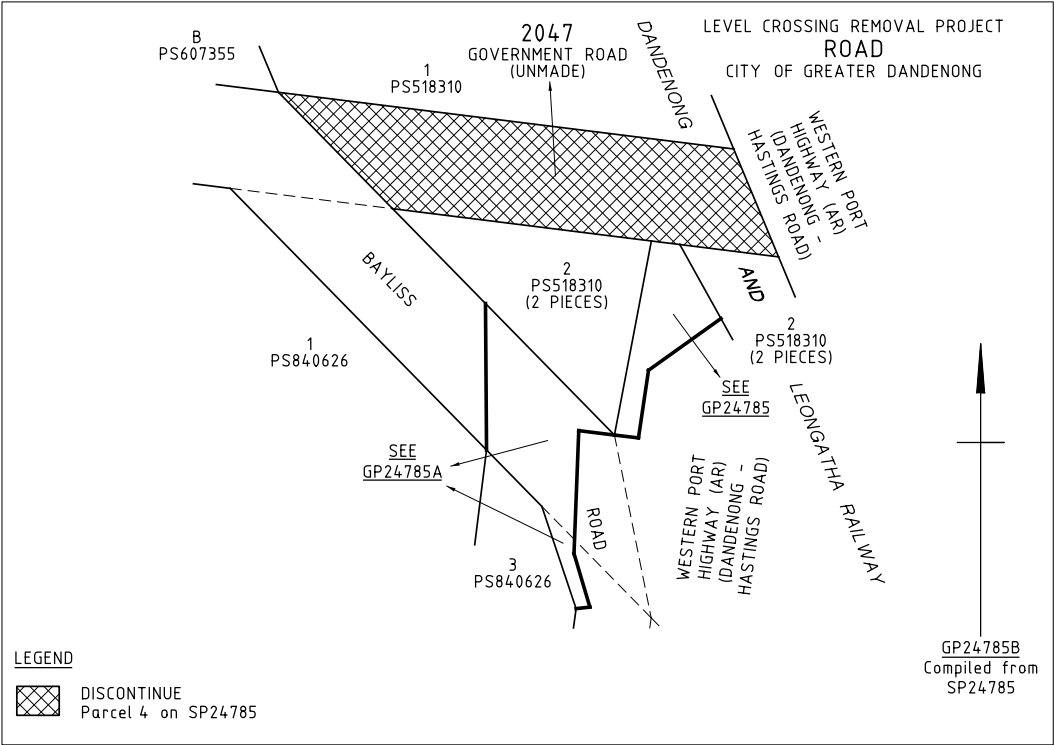 B
PS607355
2047
GOVERNMENT ROAD
(UNMADE)
1
PS518310
DANDENONG
LEVEL CROSSING REMOVAL PROJECT
ROAD
CITY OF GREATER DANDENONG
WESTERN PORT
HIGHWAY (AR)
(DANDENONG -
HASTINGS ROAD)
BAYLISS
2
PS518310
(2 PIECES)
AND
2
PS518310
(2 PIECES)
1
PS840626
SEE
GP24785
LEONGATHA RAILWAY
SEE
GP24785A
ROAD
WESTERN PORT
HIGHWAY (AR)
(DANDENONG -
HASTINGS ROAD)
3
PS840626
GP24785B
Compiled from
SP24785
LEGEND
DISCONTINUE
Parcel 4 on SP24785